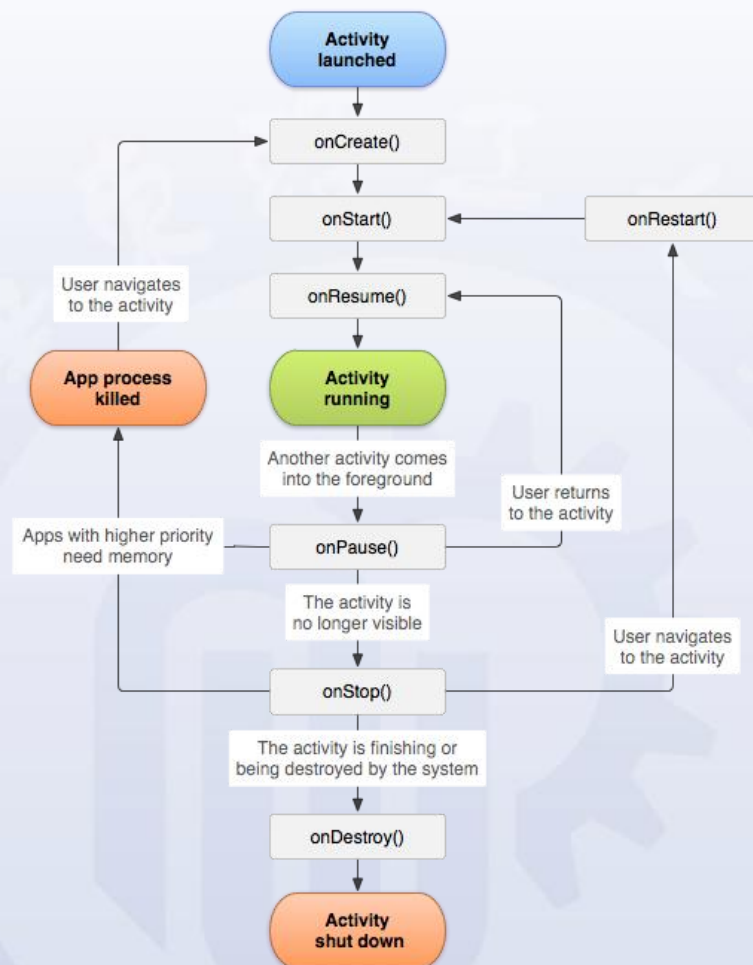 Activity
launched
onCreate()
onStart()
onRestart()
User navigates
to the activity
onResume()
App process
killed
Activity
running
Another activity comes
into the foreground
User returns
to the activity
Apps with higher priority
need memory
onPause()
The activity is
no longer visible
User navigates
to the activity
onStop()
The activity is finishing or
being destroyed by the system
onDestroy()
Activity
shut down